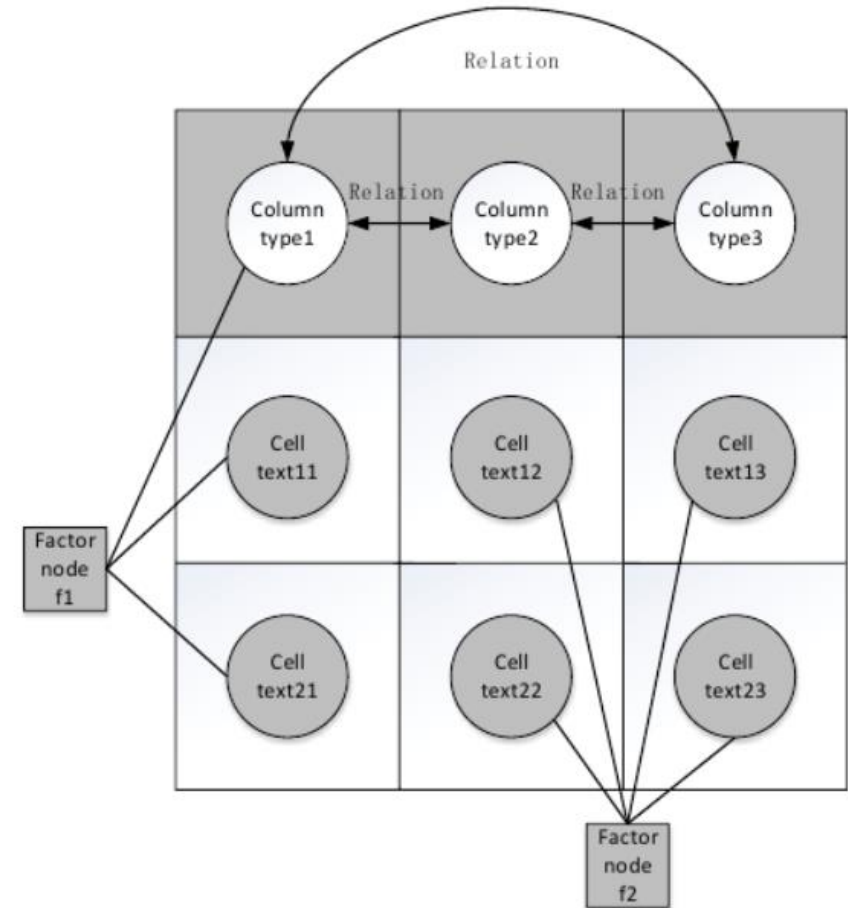 Relation
Relation
Relation
Column
type1
Column
type2
Column
type3
Cell
text11
Cell
text12
Cell
text13
Factor
node
f1
Cell
text21
Cell
text22
Cell
text23
Factor
node
f2